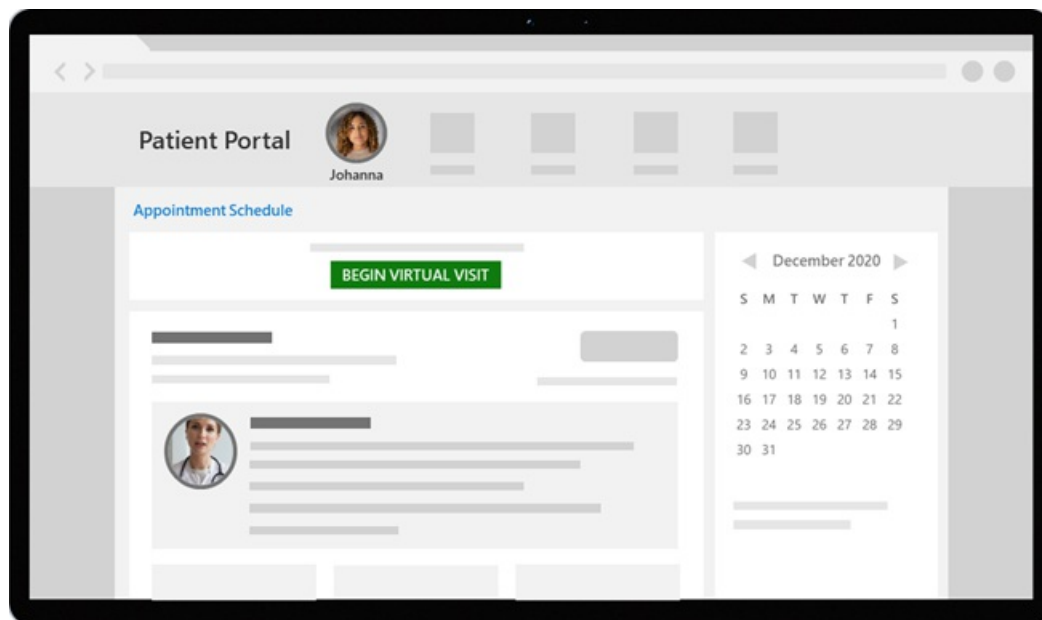 Patient Portal
Johanna
Appointment Schedule
BEGIN VIRTUAL VISIT
December 2020
S M T W T F S
1
2 3 4 5 6 7 8
9 10 11 12 13 14 15
16 17 18 19 20 21 22
23 24 25 26 27 28 29
30 31